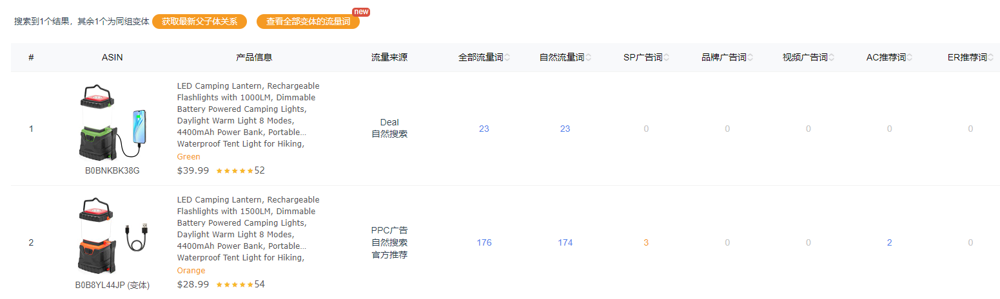 搜索到1个结果，其余1个为同组变体 获取最新父子体关系 查看全部变体的流量词 new
# ASIN 产品信息 流量来源 全部流量词 自然流量词 SP广告词 品牌广告词 视频广告词 AC推荐词 ER推荐词
LED Camping Lantern, Rechargeable
Flashlights with 1000LM, Dimmable
Battery Powered Camping Lights,
Daylight Warm Light 8 Modes,
4400mAh Power Bank, Portable...
Waterproof Tent Light for Hiking,
Green
$39.99 52
1
B0BNKBK38G
Deal
自然搜索
23 23 0 0 0 0 0
LED Camping Lantern, Rechargeable
Flashlights with 1500LM, Dimmable
Battery Powered Camping Lights,
Daylight Warm Light 8 Modes,
4400mAh Power Bank, Portable...
Waterproof Tent Light for Hiking,
Orange
$28.99 54
2
B0B8YL44JP (变体)
PPC广告
自然搜索
官方推荐
176 174 3 0 0 2 0